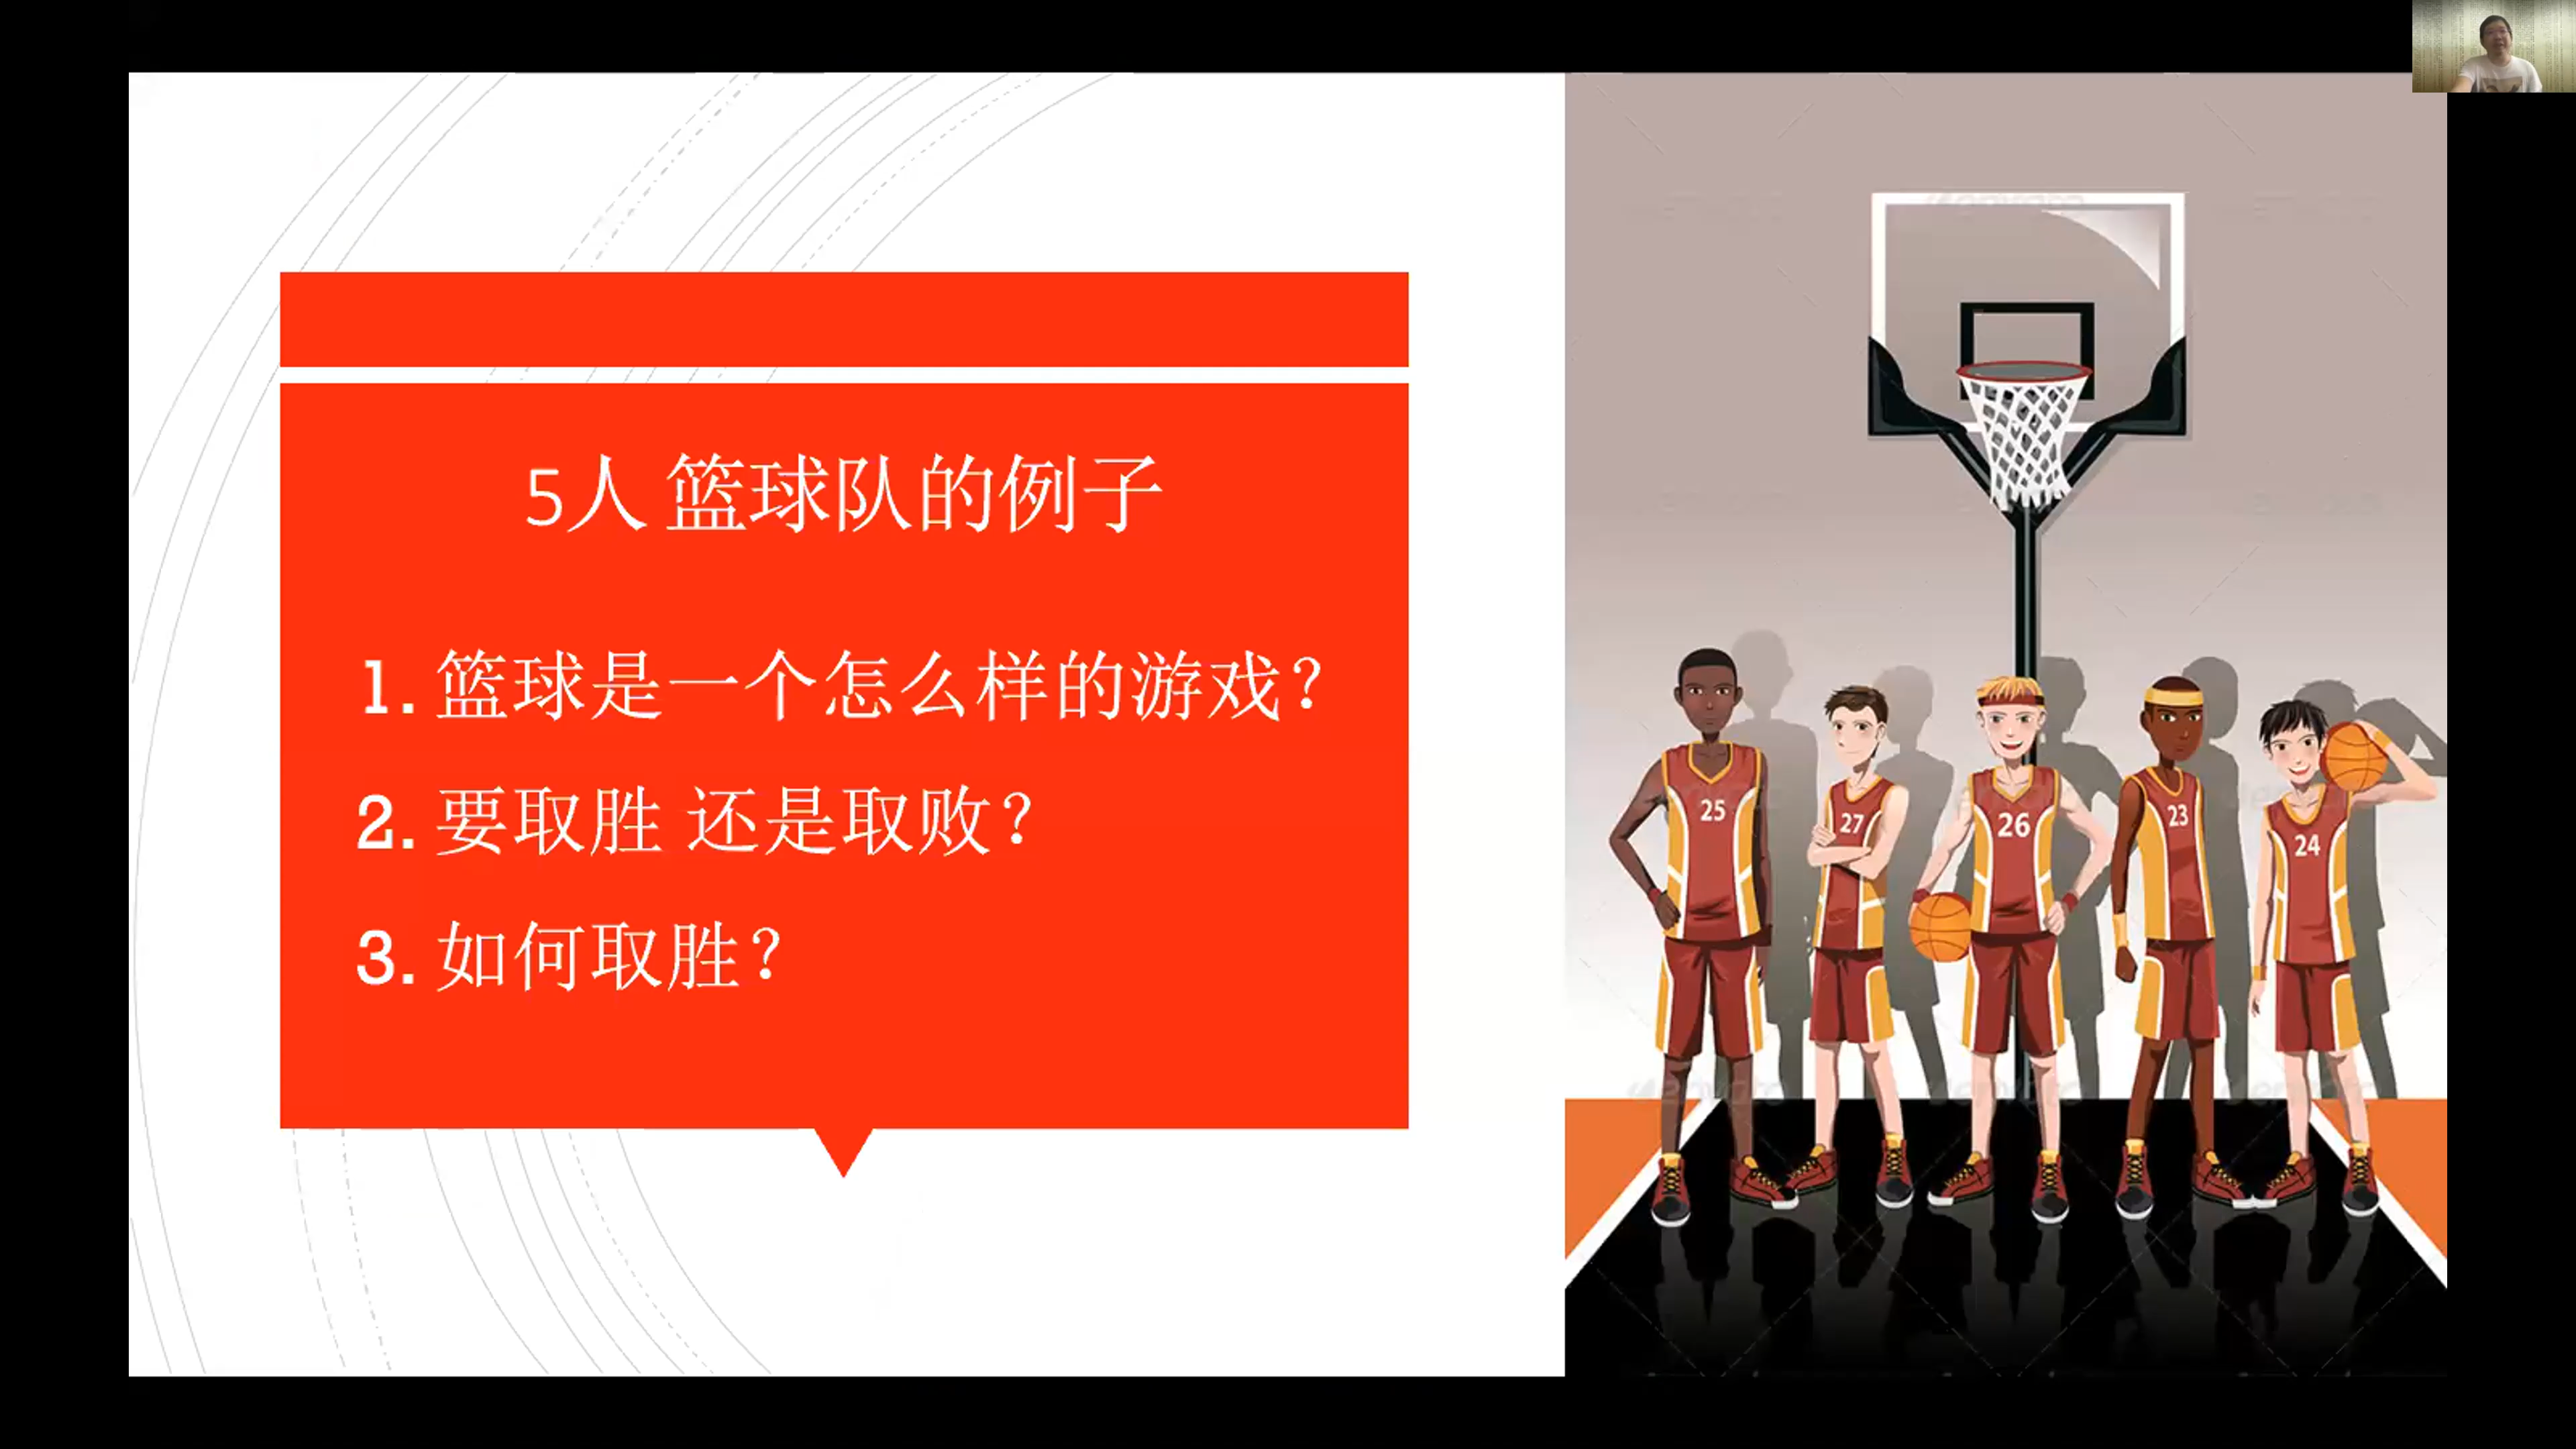 5人 篮球队的例子
1. 篮球是一个怎么样的游戏？
2. 要取胜 还是取败？
3. 如何取胜？
25
27
26
23
24